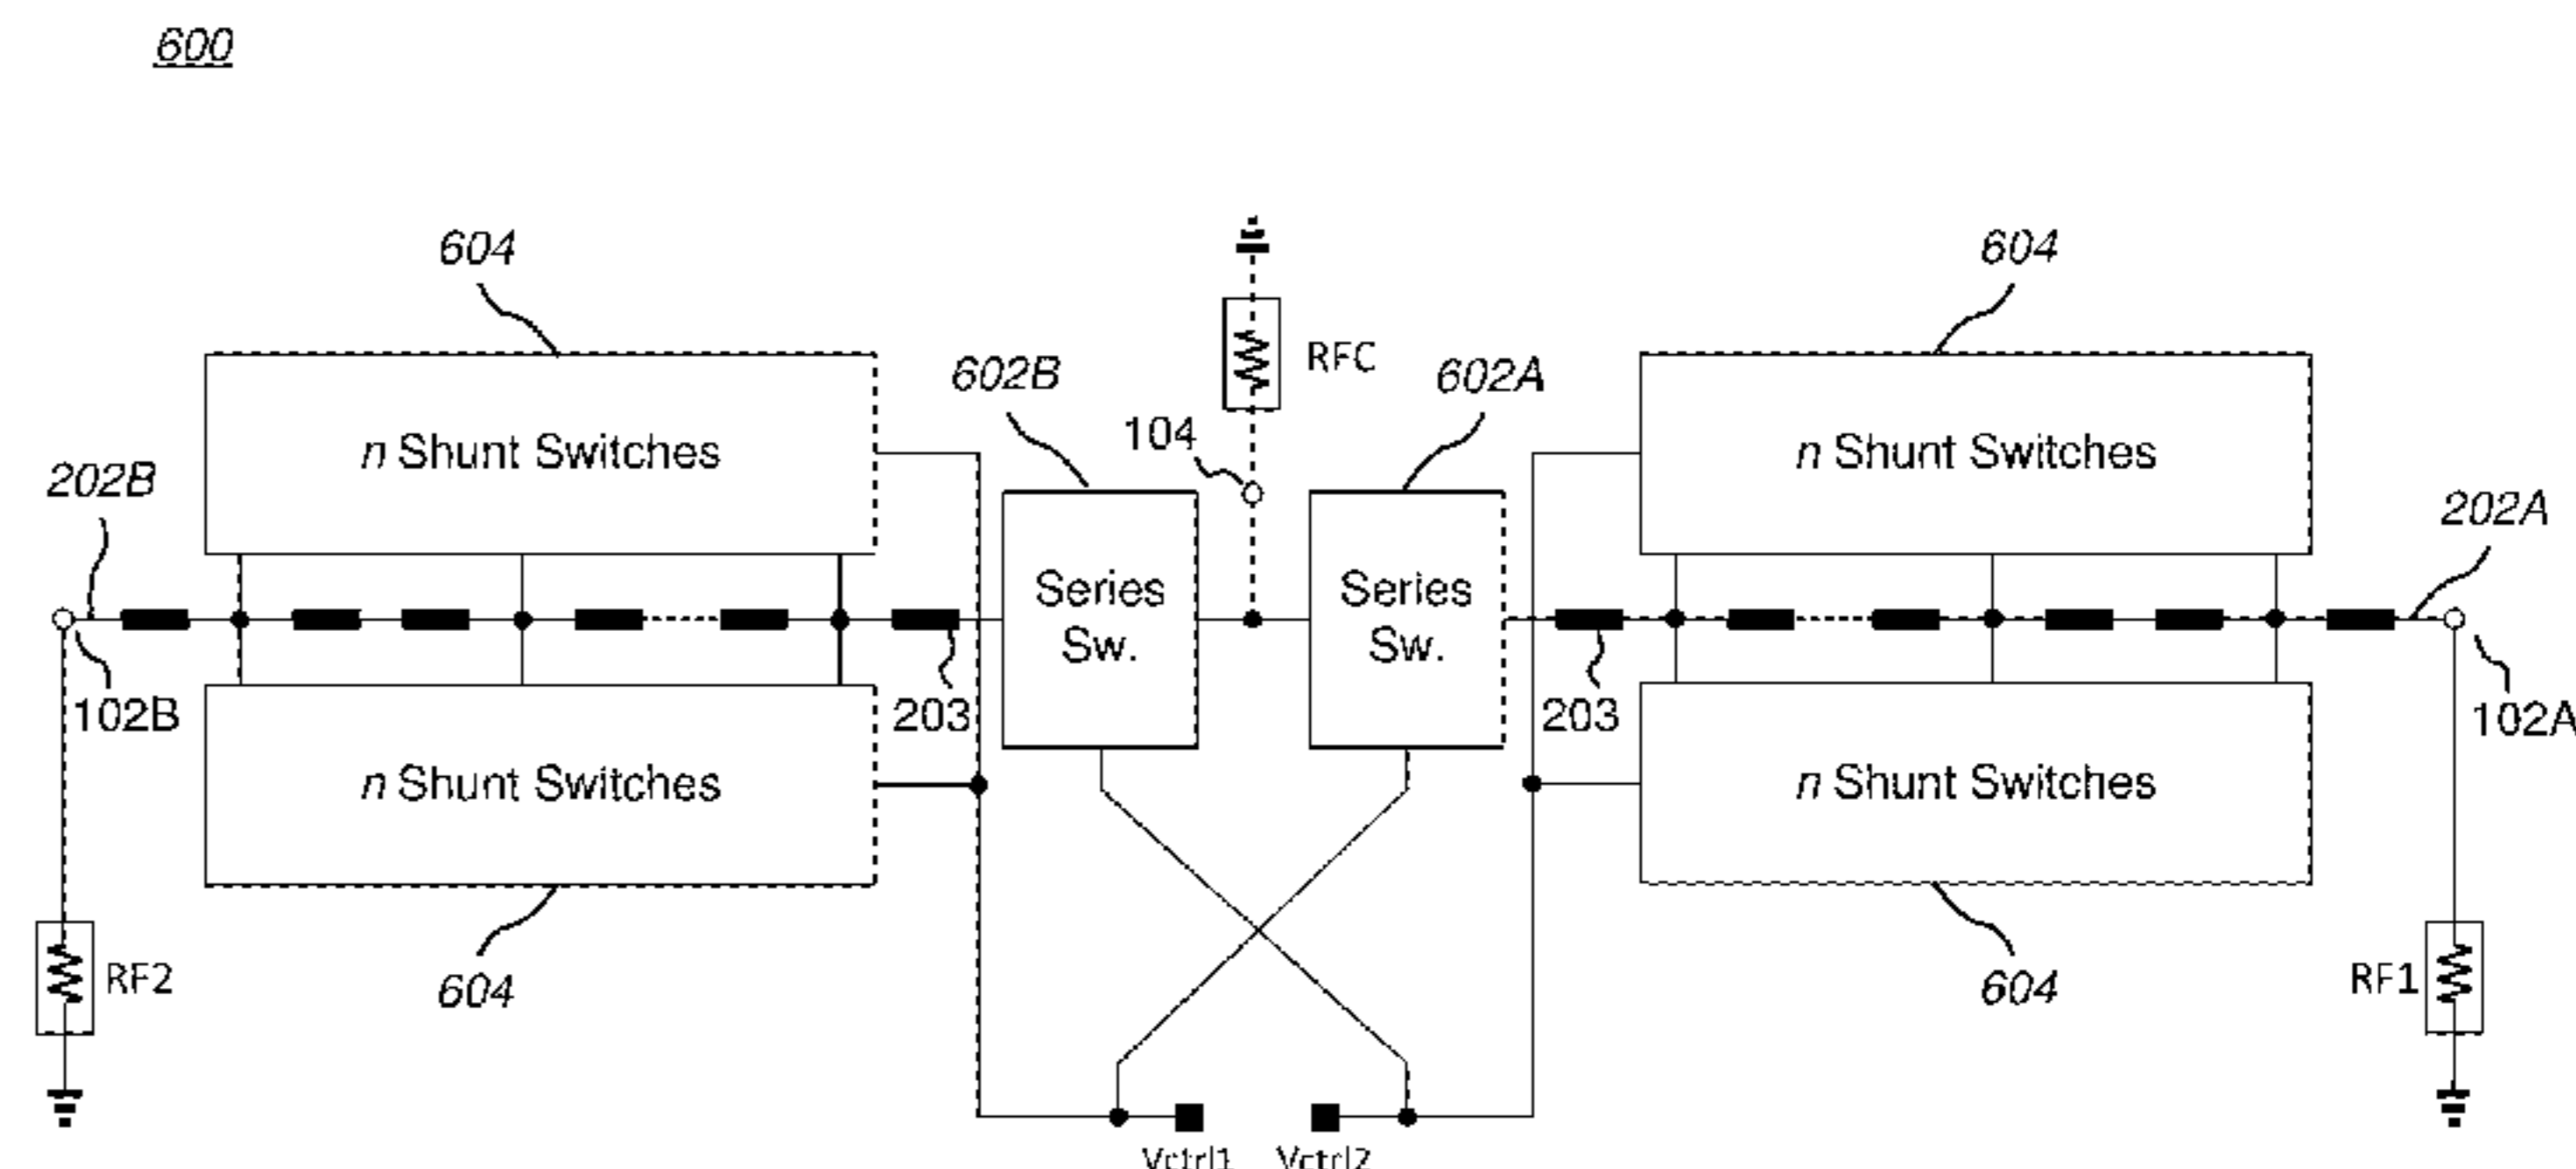 600
604
604
602B
RFC
602A
104
n Shunt Switches
n Shunt Switches
202B
202A
Series
Sw.
Series
Sw.
102B
203
203
102A
n Shunt Switches
n Shunt Switches
RF2
604
604
RF1
Vctrl1
Vctrl2